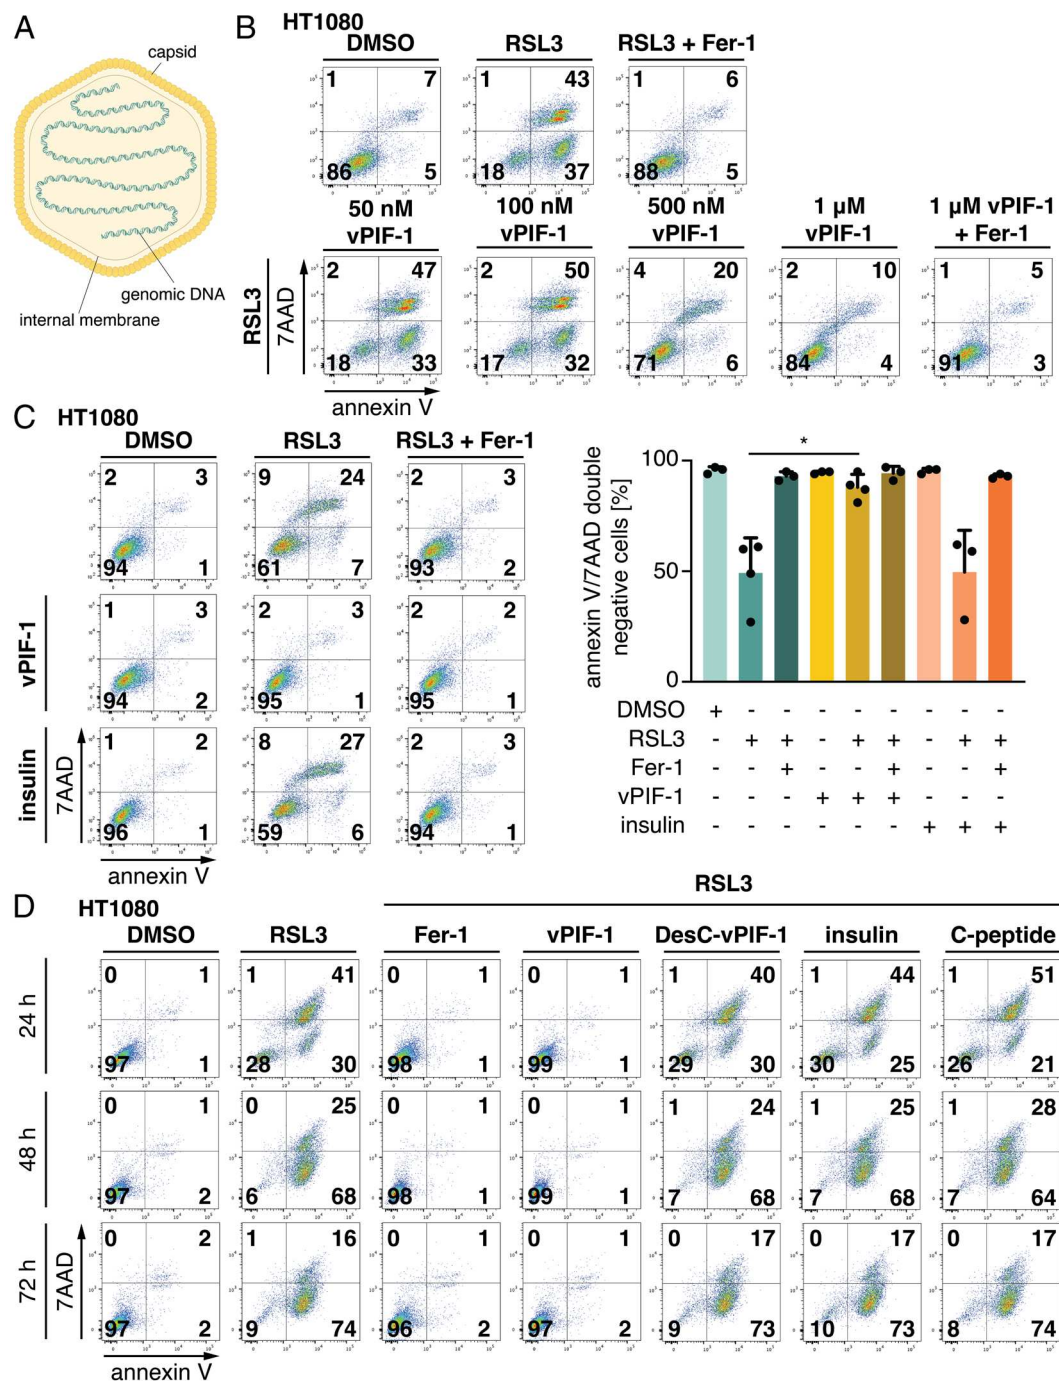 A
capsid
genomic DNA
internal membrane
B HT1080
DMSO RSL3 RSL3 + Fer-1
1 7 1 43 1 6
86 5 18 37 88 5
50 nM 100 nM 500 nM 1 µM 1 µM vPIF-1
vPIF-1 vPIF-1 vPIF-1 vPIF-1 + Fer-1
RSL3
7AAD
2 47 2 50 4 20 2 10 1 5
18 33 17 32 71 6 84 4 91 3
annexin V
C HT1080
DMSO RSL3 RSL3 + Fer-1
2 3 9 24 2 3
94 1 61 7 93 2
vPIF-1
1 3 2 3 2 2
94 2 95 1 95 1
insulin
7AAD
1 2 8 27 2 3
96 1 59 6 94 1
annexin V
annexin V/7AAD double
negative cells [%]
*
100
50
0
DMSO + - - - - - - - -
RSL3 - + + - + + - + +
Fer-1 - - + - - + - - +
vPIF-1 - - - + + + - - -
insulin - - - - - - + + +
D HT1080
RSL3
DMSO RSL3 Fer-1 vPIF-1 DesC-vPIF-1 insulin C-peptide
24 h
0 1 1 41 0 1 0 1 1 40 1 44 1 51
97 1 28 30 98 1 99 1 29 30 30 25 26 21
48 h
0 1 0 25 0 1 0 1 1 24 1 25 1 28
97 2 6 68 98 1 99 1 7 68 7 68 7 64
72 h
7AAD
0 2 1 16 0 1 0 1 0 17 0 17 0 17
97 2 9 74 96 2 97 2 9 73 10 73 8 74
annexin V